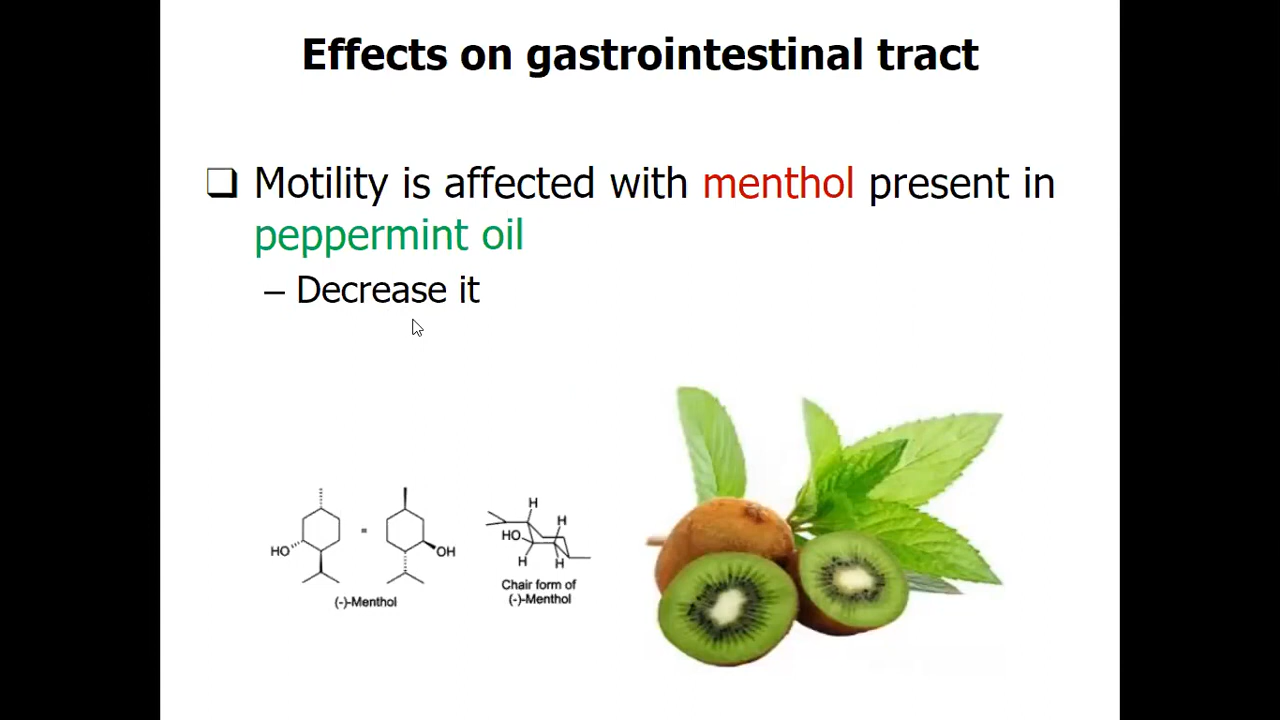 Effects on gastrointestinal tract
❑ Motility is affected with menthol present in
peppermint oil
– Decrease it
HO
=
OH
(-)-Menthol
H
HO
H
H
H
Chair form of
(-)-Menthol